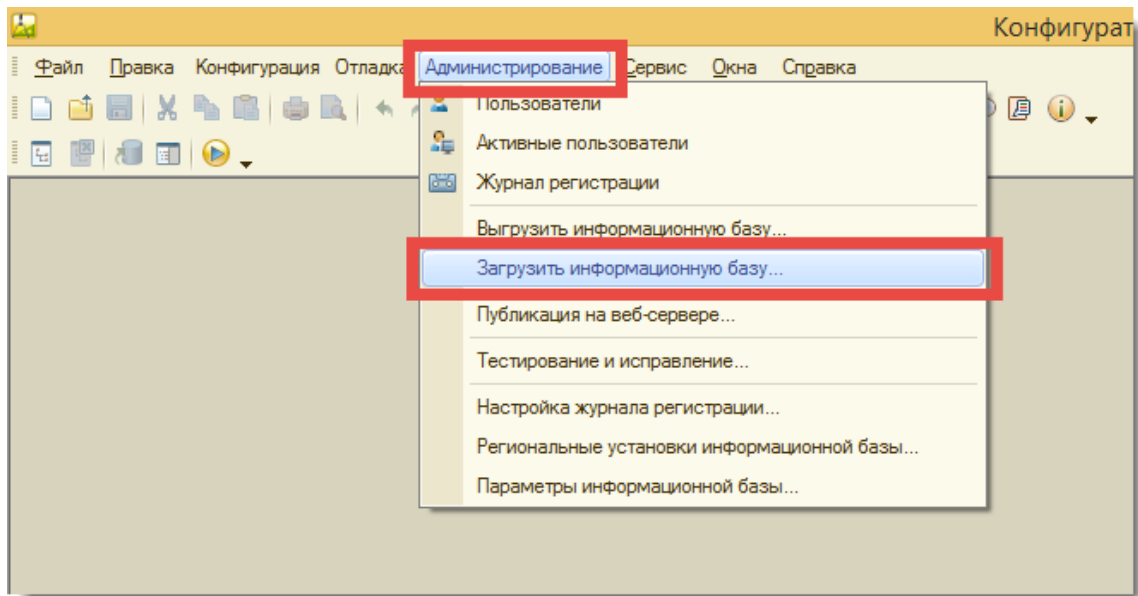 Конфигурат
Файл Правка Конфигурация Отладка Администрирование Сервис Окна Справка
Пользователи
Активные пользователи
Журнал регистрации
Выгрузить информационную базу...
Загрузить информационную базу...
Публикация на веб-сервере...
Тестирование и исправление...
Настройка журнала регистрации...
Региональные установки информационной базы...
Параметры информационной базы...